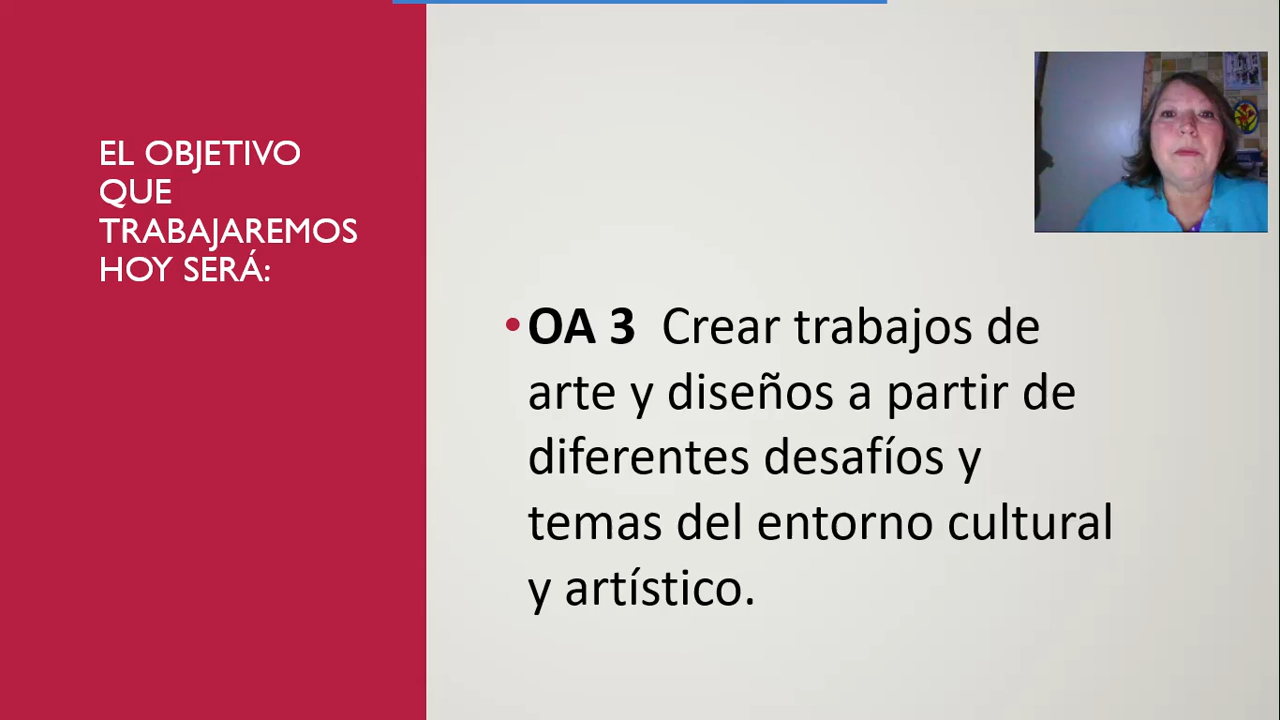 EL OBJETIVO
QUE
TRABAJAREMOS
HOY SERÁ:
• OA 3 Crear trabajos de
arte y diseños a partir de
diferentes desafíos y
temas del entorno cultural
y artístico.